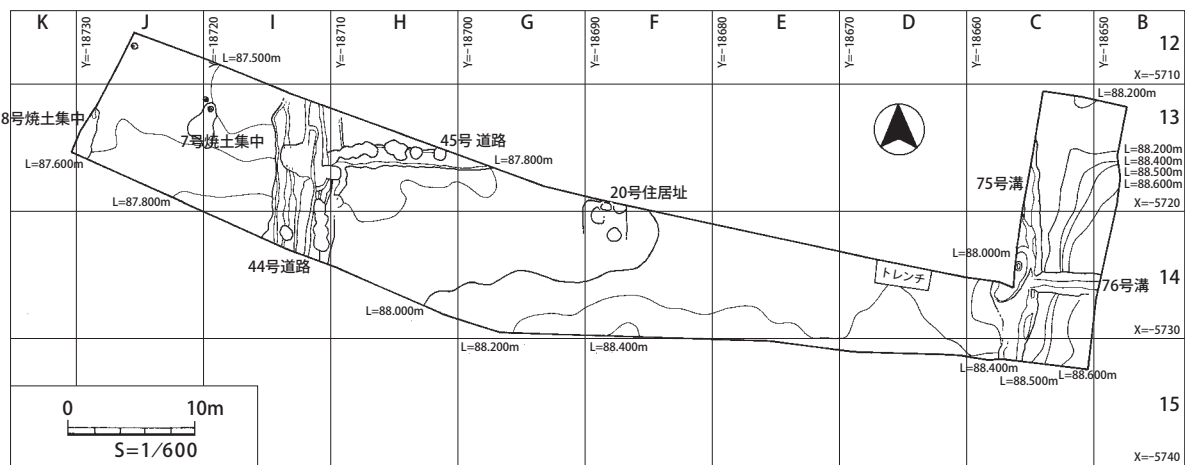 K
J
I
H
G
F
E
D
C
B
Y=-18730
Y=-18720
Y=-18710
Y=-18700
Y=-18690
Y=-18680
Y=-18670
Y=-18660
Y=-18650
12
X=-5710
L=87.500m
L=88.200m
13
8号焼土集中
7号焼土集中
45号 道路
L=87.800m
L=87.600m
L=88.200m
L=88.400m
L=88.500m
L=88.600m
75号溝
20号住居址
L=87.800m
X=-5720
44号道路
L=88.000m
トレンチ
14
76号溝
L=88.000m
X=-5730
L=88.200m
L=88.400m
L=88.400m
L=88.500m
L=88.600m
15
0 10m
S=1/600
X=-5740